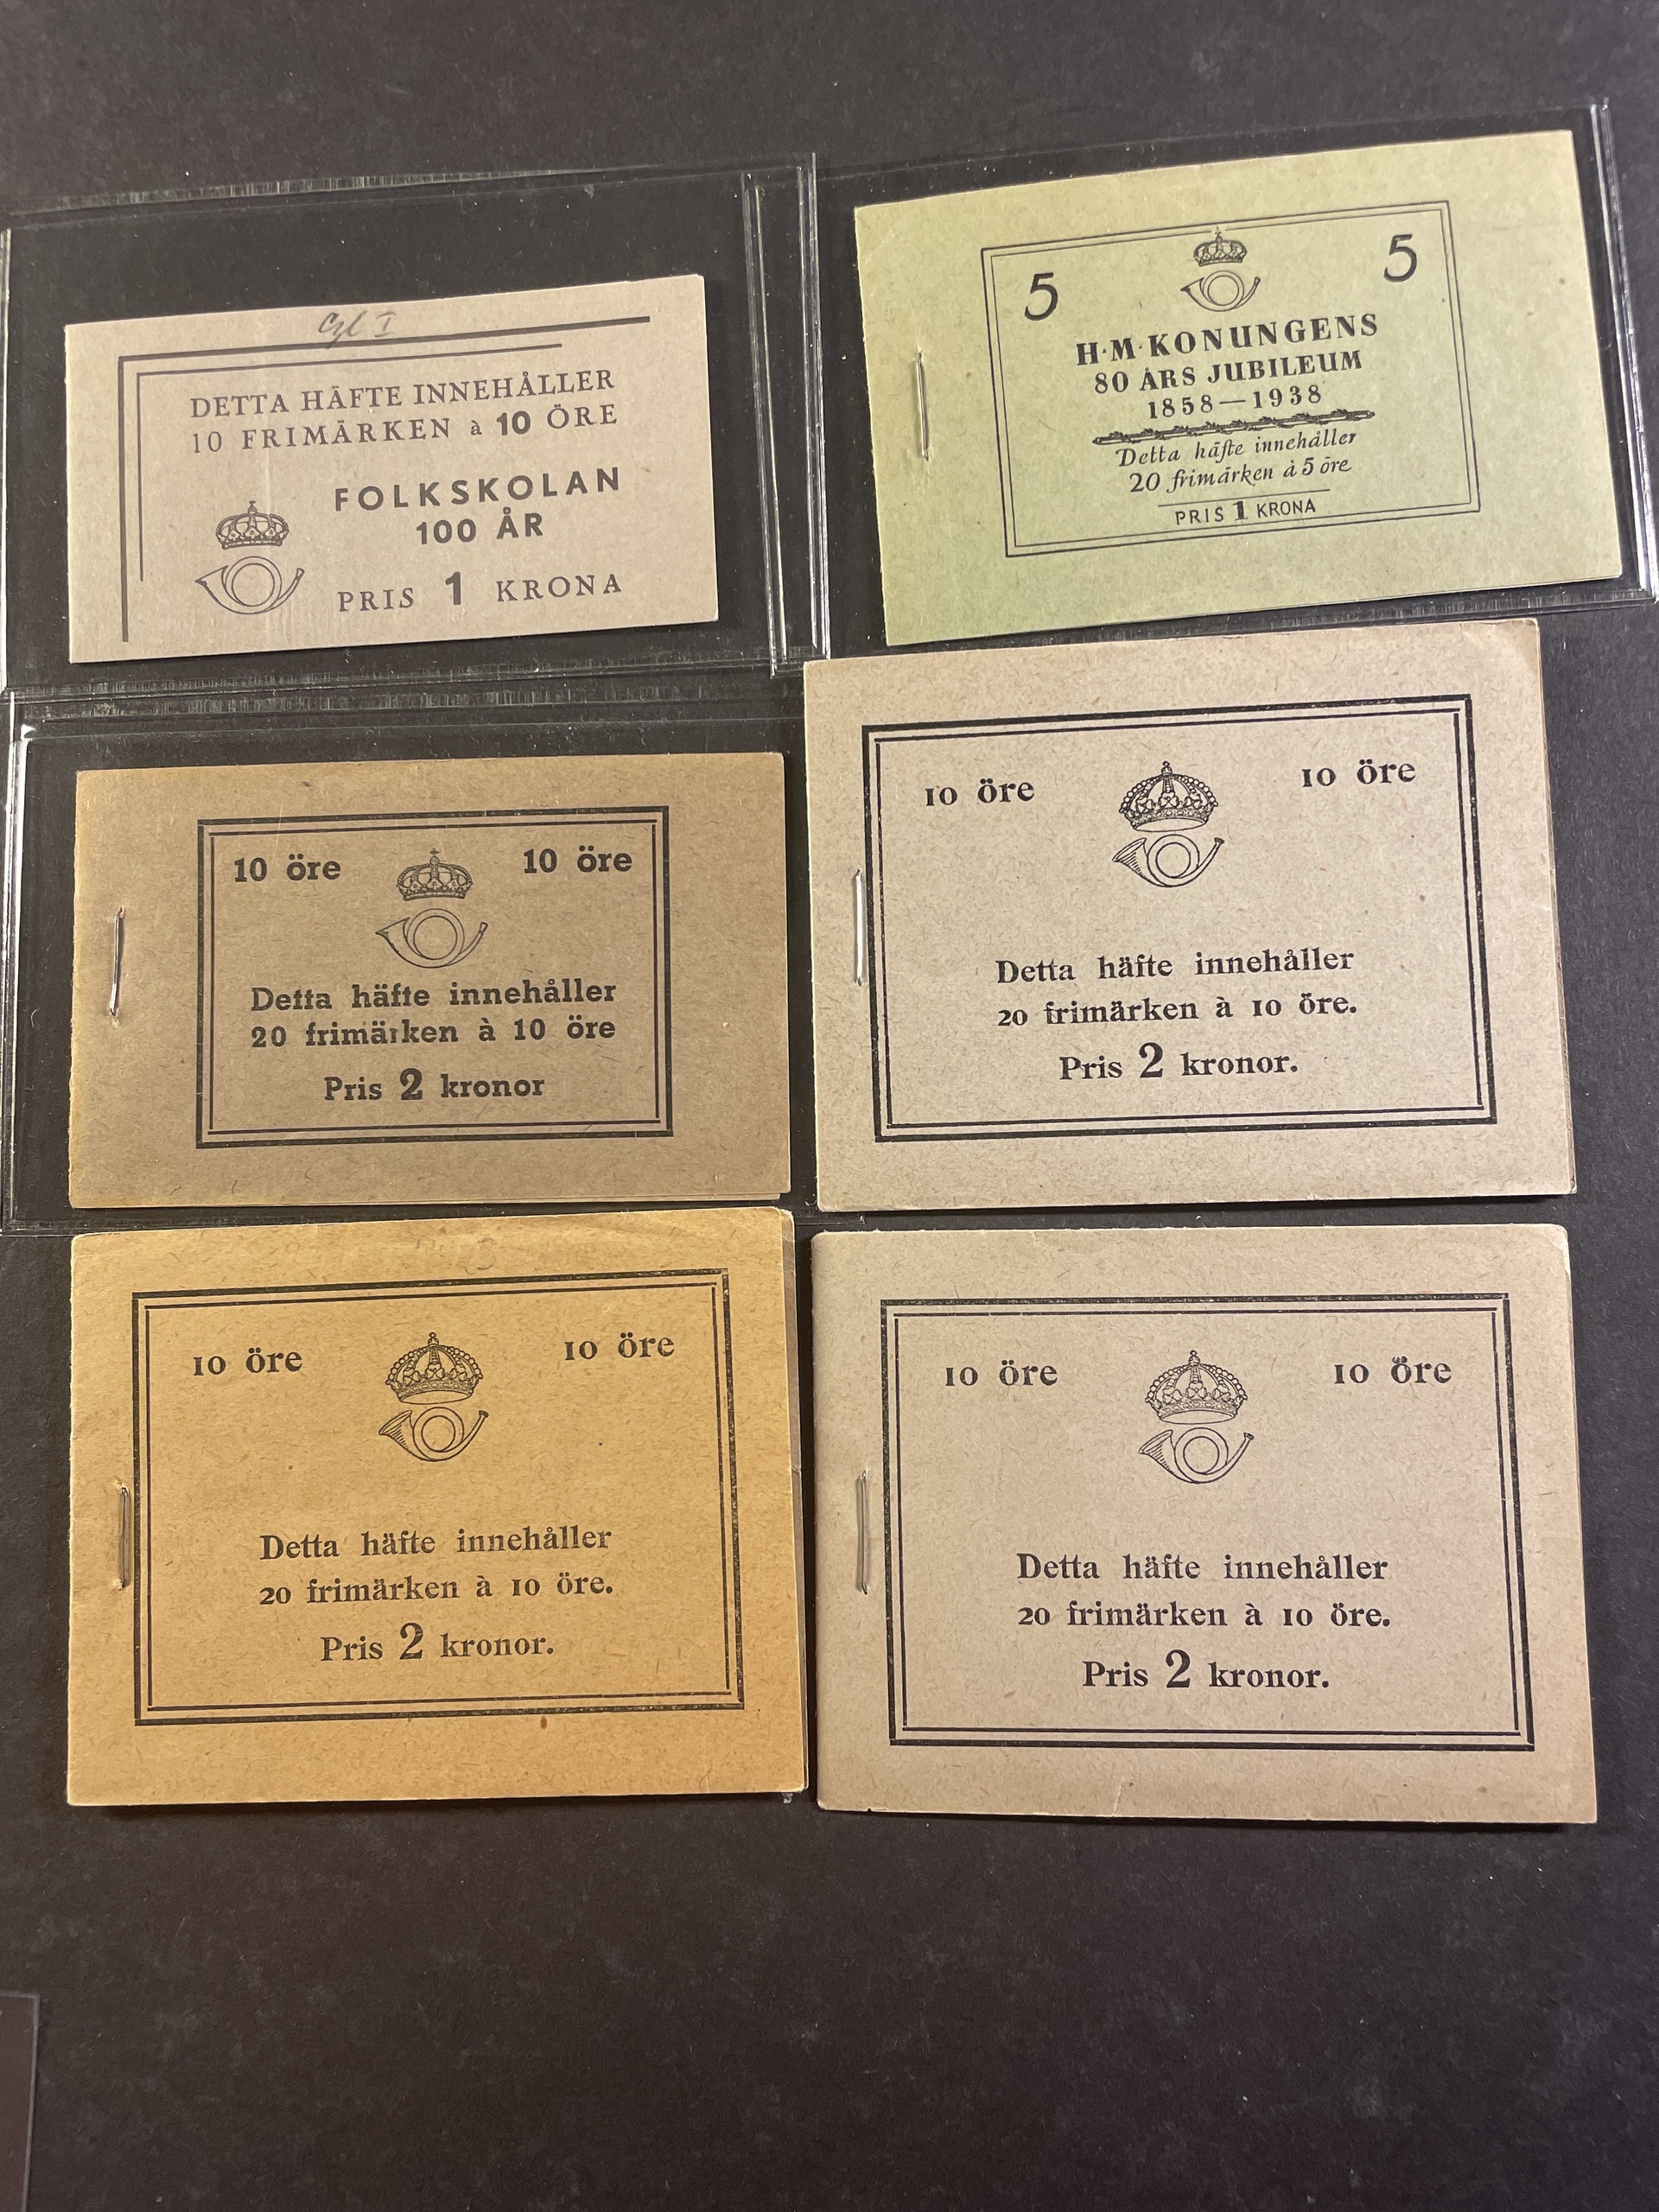 DETTA HÄFTE INNEHÅLLER
10 FRIMÄRKEN à 10 ÖRE
FOLKSKOLAN
100 ÅR
PRIS 1 KRONA
5 5
H·M·KONUNGENS
80 ÅRS JUBILEUM
1858—1938
Detta häfte innehåller
20 frimärken à 5 öre
PRIS 1 KRONA
10 öre 10 öre
Detta häfte innehåller
20 frimärken à 10 öre
Pris 2 kronor
10 öre 10 öre
Detta häfte innehåller
20 frimärken à 10 öre.
Pris 2 kronor.
10 öre 10 öre
Detta häfte innehåller
20 frimärken à 10 öre.
Pris 2 kronor.
10 öre 10 öre
Detta häfte innehåller
20 frimärken à 10 öre.
Pris 2 kronor.